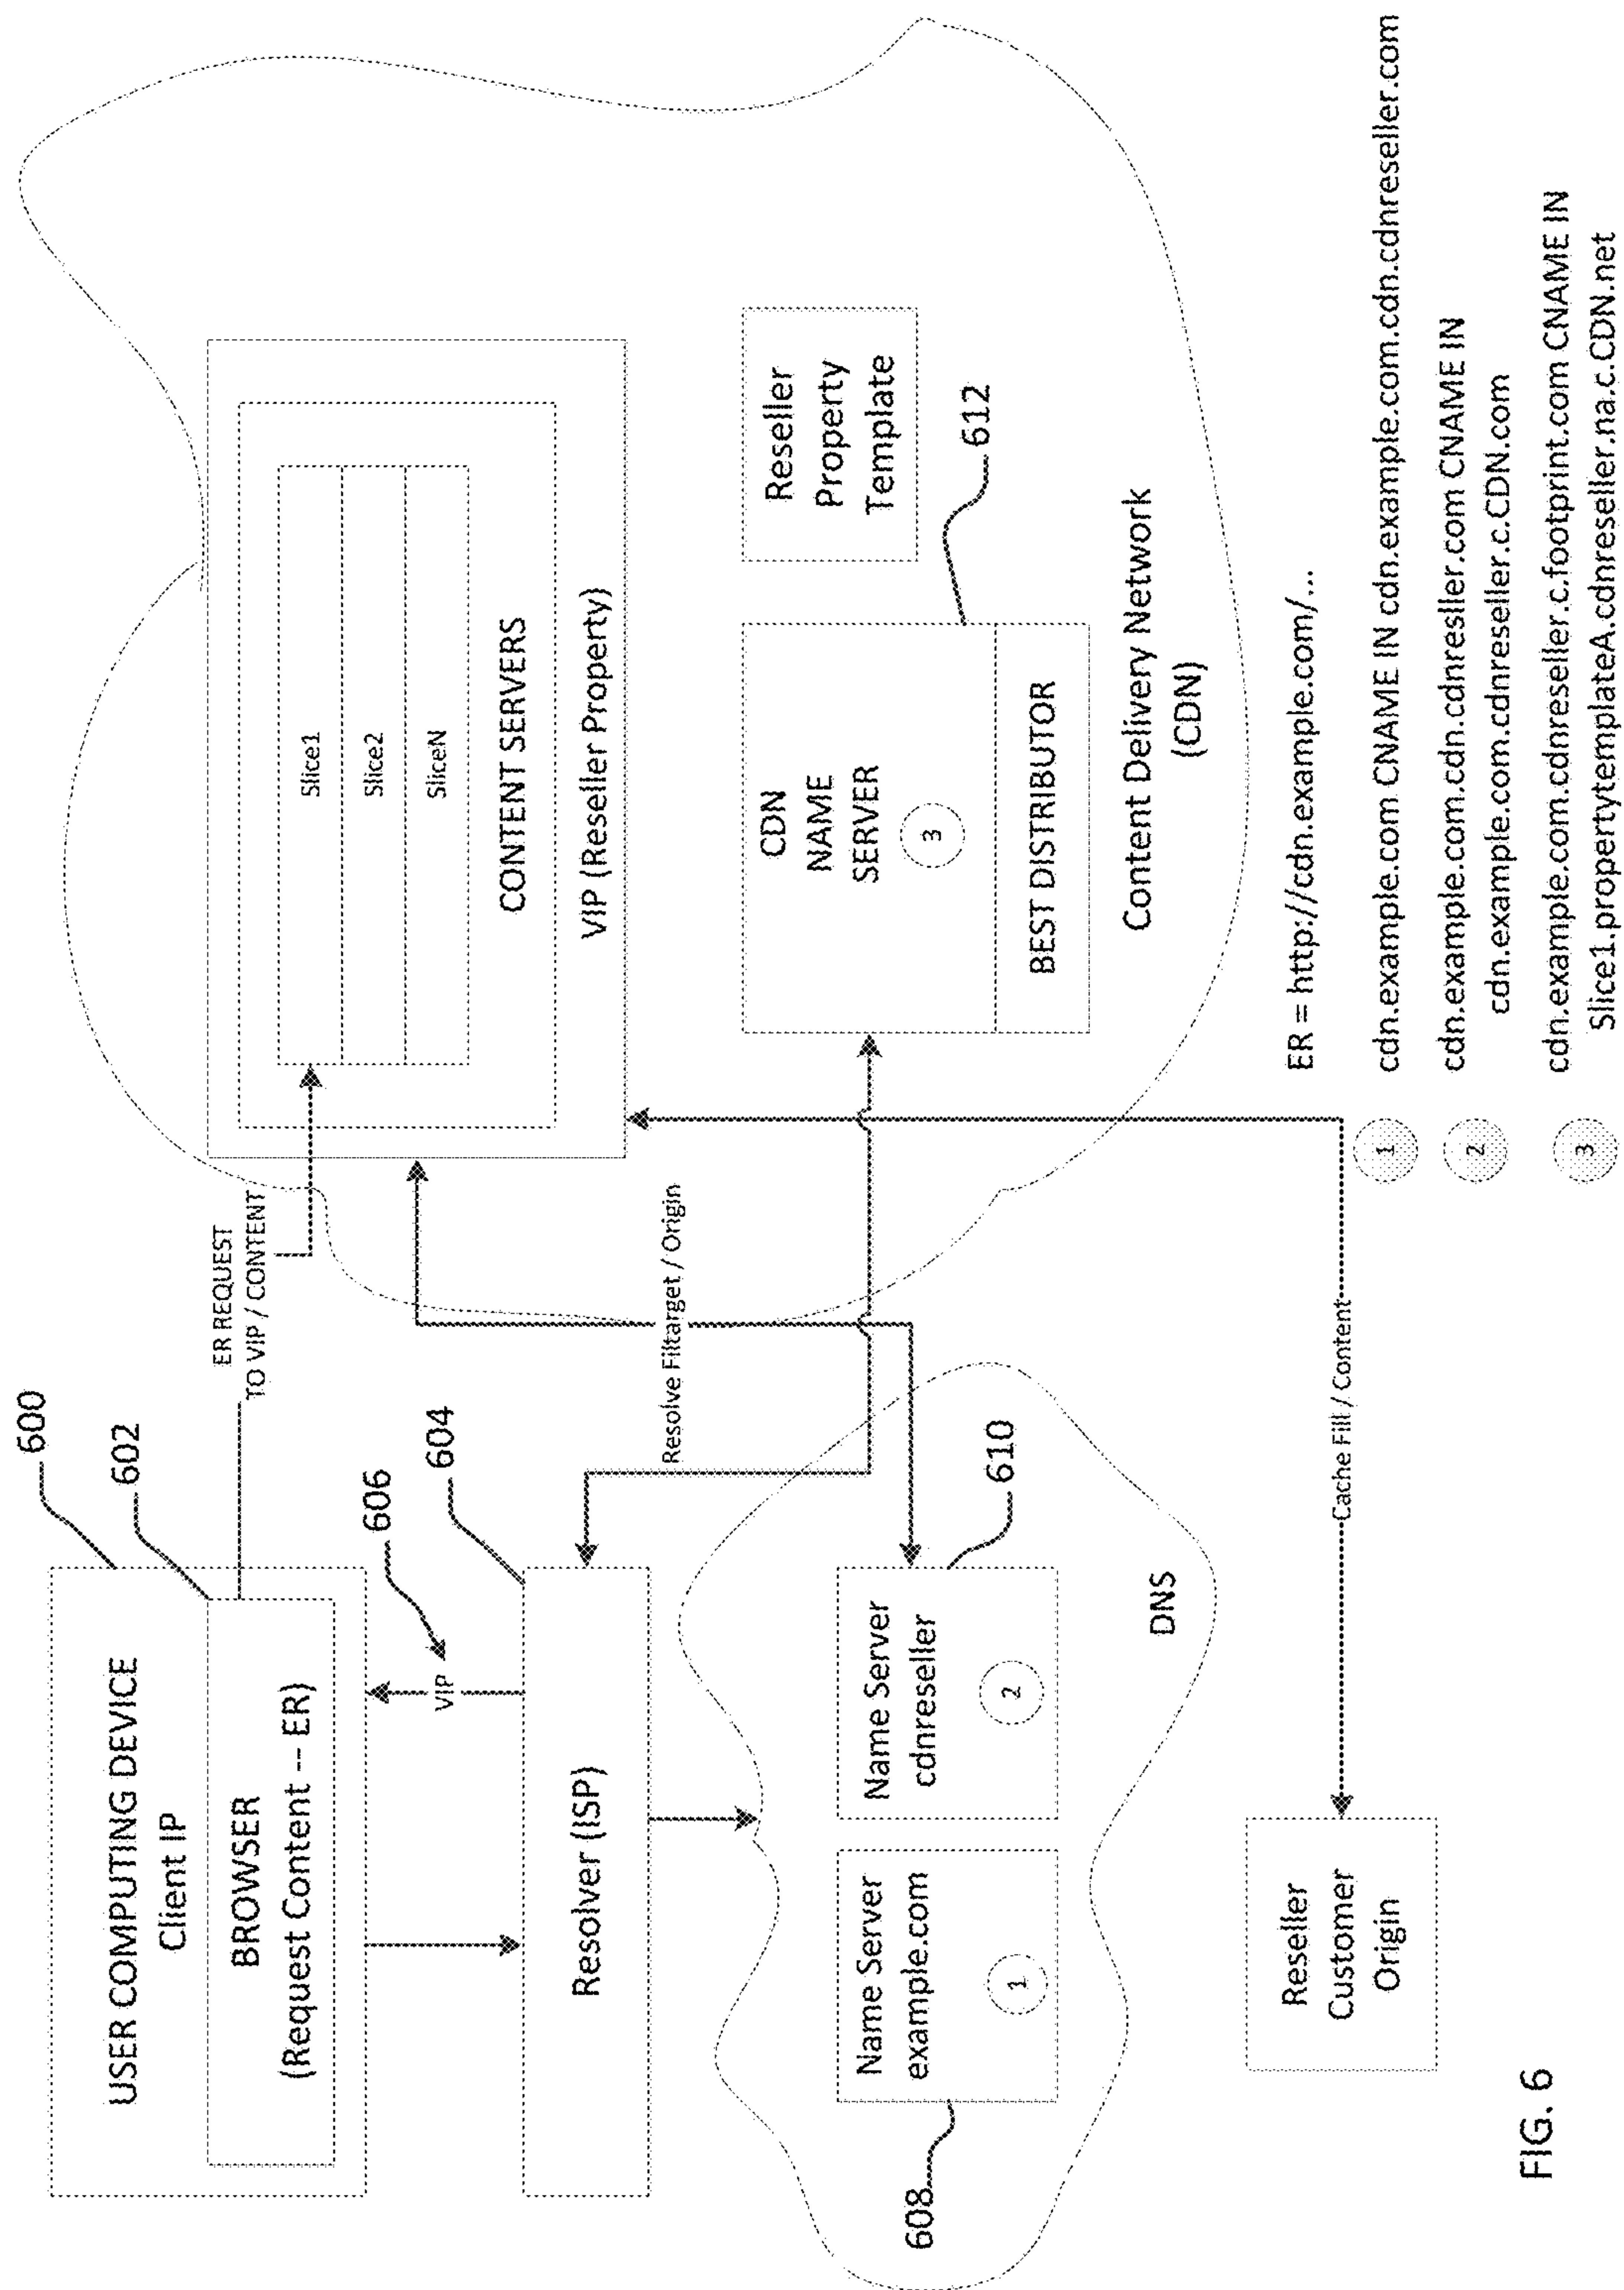 600
USER COMPUTING DEVICE
Client IP
602
BROWSER
(Request Content -- ER)
ER REQUEST
TO VIP / CONTENT
606
VIP
604
Resolver (ISP)
Resolve Filtarget / Origin
608
Name Server
example.com
1
Name Server
cdnreseller
2
610
DNS
Slice1
Slice2
SliceN
CONTENT SERVERS
VIP (Reseller Property)
CDN
NAME
SERVER
3
BEST DISTRIBUTOR
612
Reseller
Property
Template
Content Delivery Network
(CDN)
Reseller
Customer
Origin
Cache Fill / Content
ER = http://cdn.example.com/...
1 cdn.example.com CNAME IN cdn.example.com.cdn.cdnreseller.com
2 cdn.example.com.cdn.cdnresller.com CNAME IN
cdn.example.com.cdnreseller.c.CDN.com
3 cdn.example.com.cdnreseller.c.footprint.com CNAME IN
Slice1.propertytemplateA.cdnreseller.na.c.CDN.net
FIG. 6